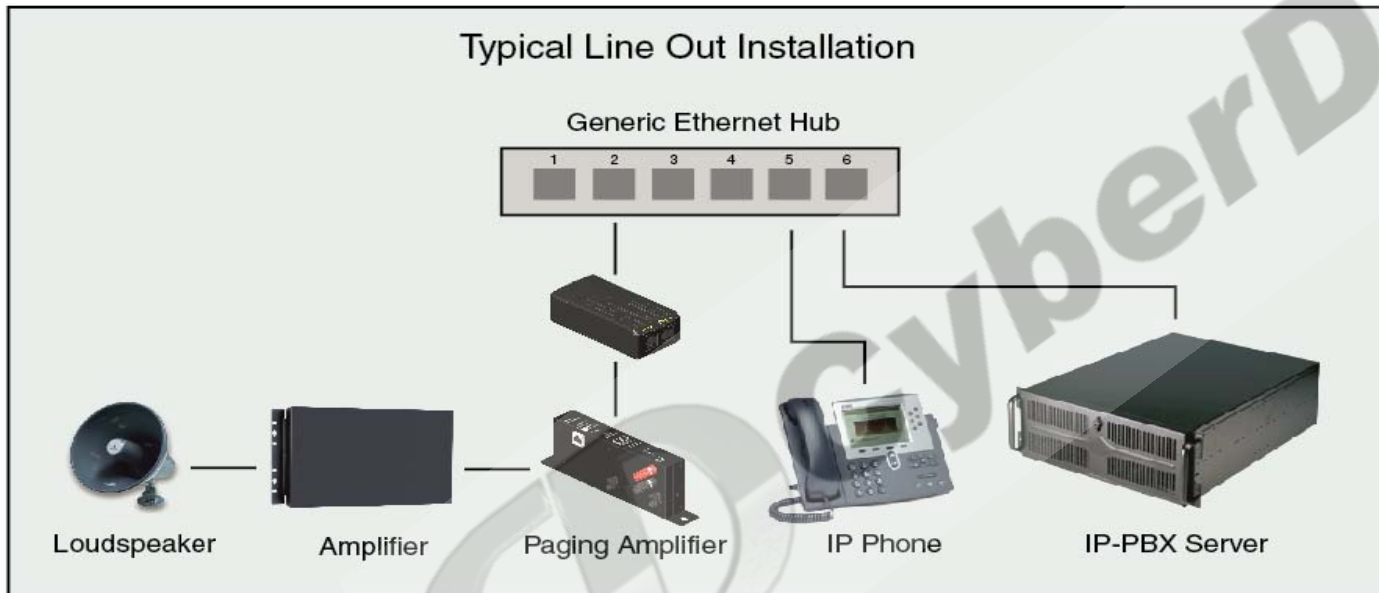 Typical Line Out Installation
Generic Ethernet Hub
1 2 3 4 5 6
Loudspeaker
Amplifier
Paging Amplifier
IP Phone
IP-PBX Server
CyberD